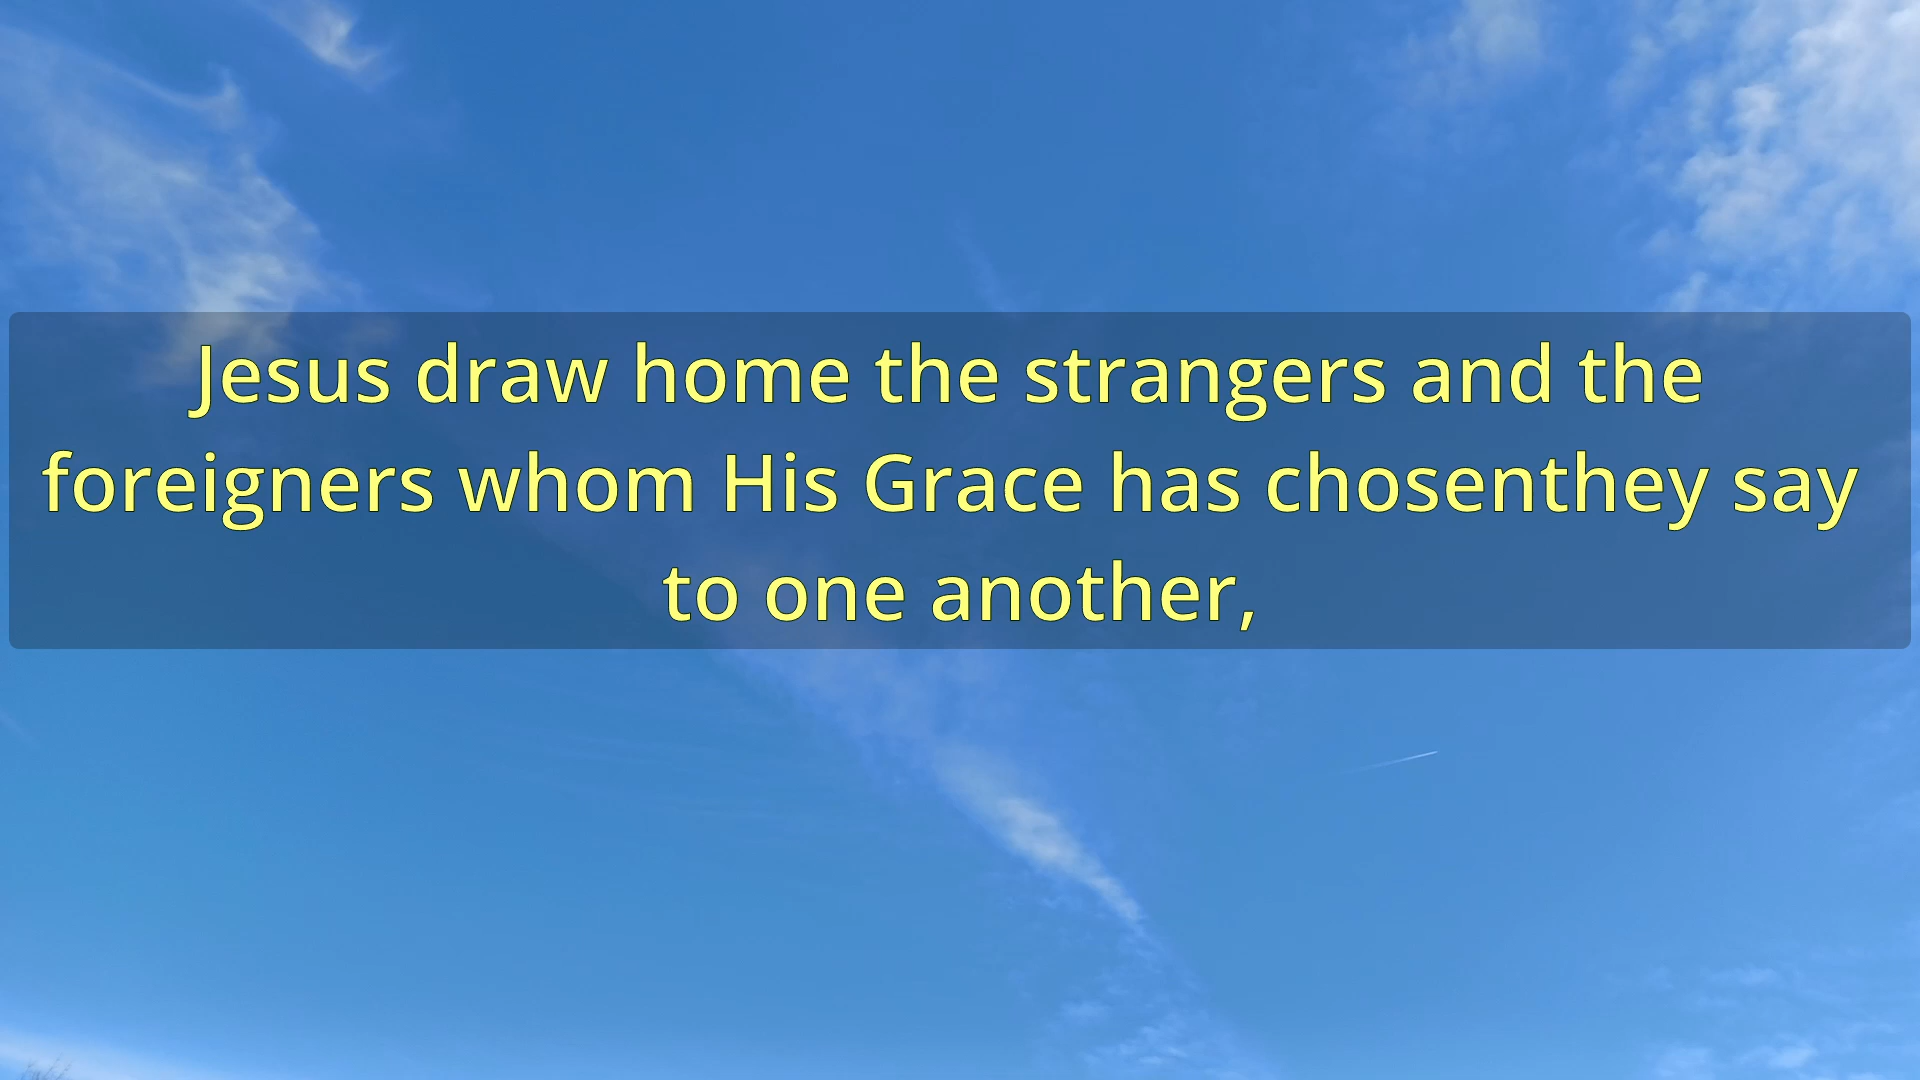 Jesus draw home the strangers and the
foreigners whom His Grace has chosenthey say
to one another,